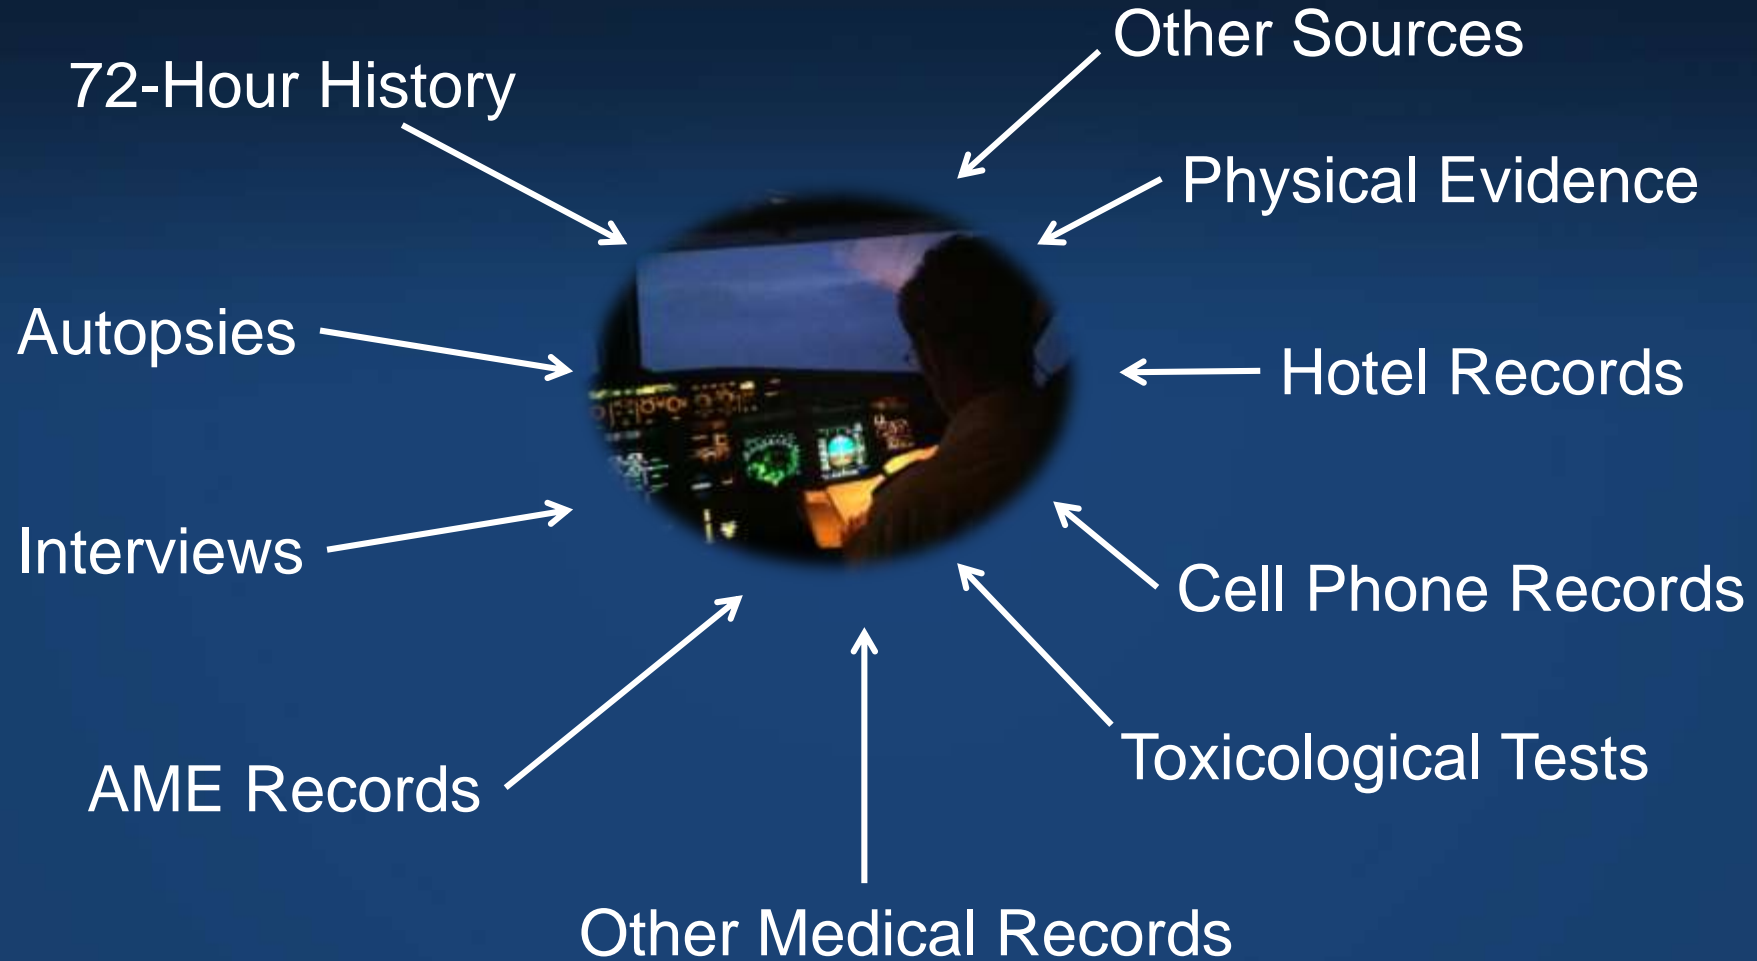 Other Sources
72-Hour History
Physical Evidence
Autopsies
Hotel Records
Interviews
Cell Phone Records
AME Records
Toxicological Tests
Other Medical Records